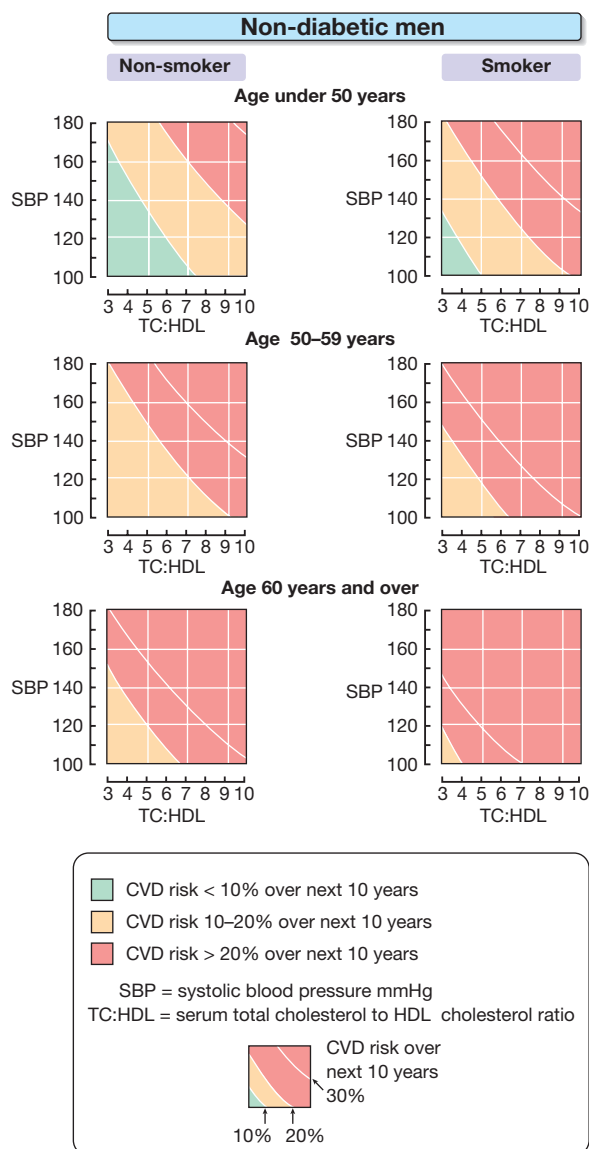 Non-diabetic men
Non-smoker
Smoker
Age under 50 years
180
160
SBP 140
120
100
3 4 5 6 7 8 9 10
TC:HDL
180
160
SBP 140
120
100
3 4 5 6 7 8 9 10
TC:HDL
Age 50–59 years
180
160
SBP 140
120
100
3 4 5 6 7 8 9 10
TC:HDL
180
160
SBP 140
120
100
3 4 5 6 7 8 9 10
TC:HDL
Age 60 years and over
180
160
SBP 140
120
100
3 4 5 6 7 8 9 10
TC:HDL
180
160
SBP 140
120
100
3 4 5 6 7 8 9 10
TC:HDL
CVD risk < 10% over next 10 years
CVD risk 10–20% over next 10 years
CVD risk > 20% over next 10 years
SBP = systolic blood pressure mmHg
TC:HDL = serum total cholesterol to HDL cholesterol ratio
CVD risk over
next 10 years
30%
10% 20%